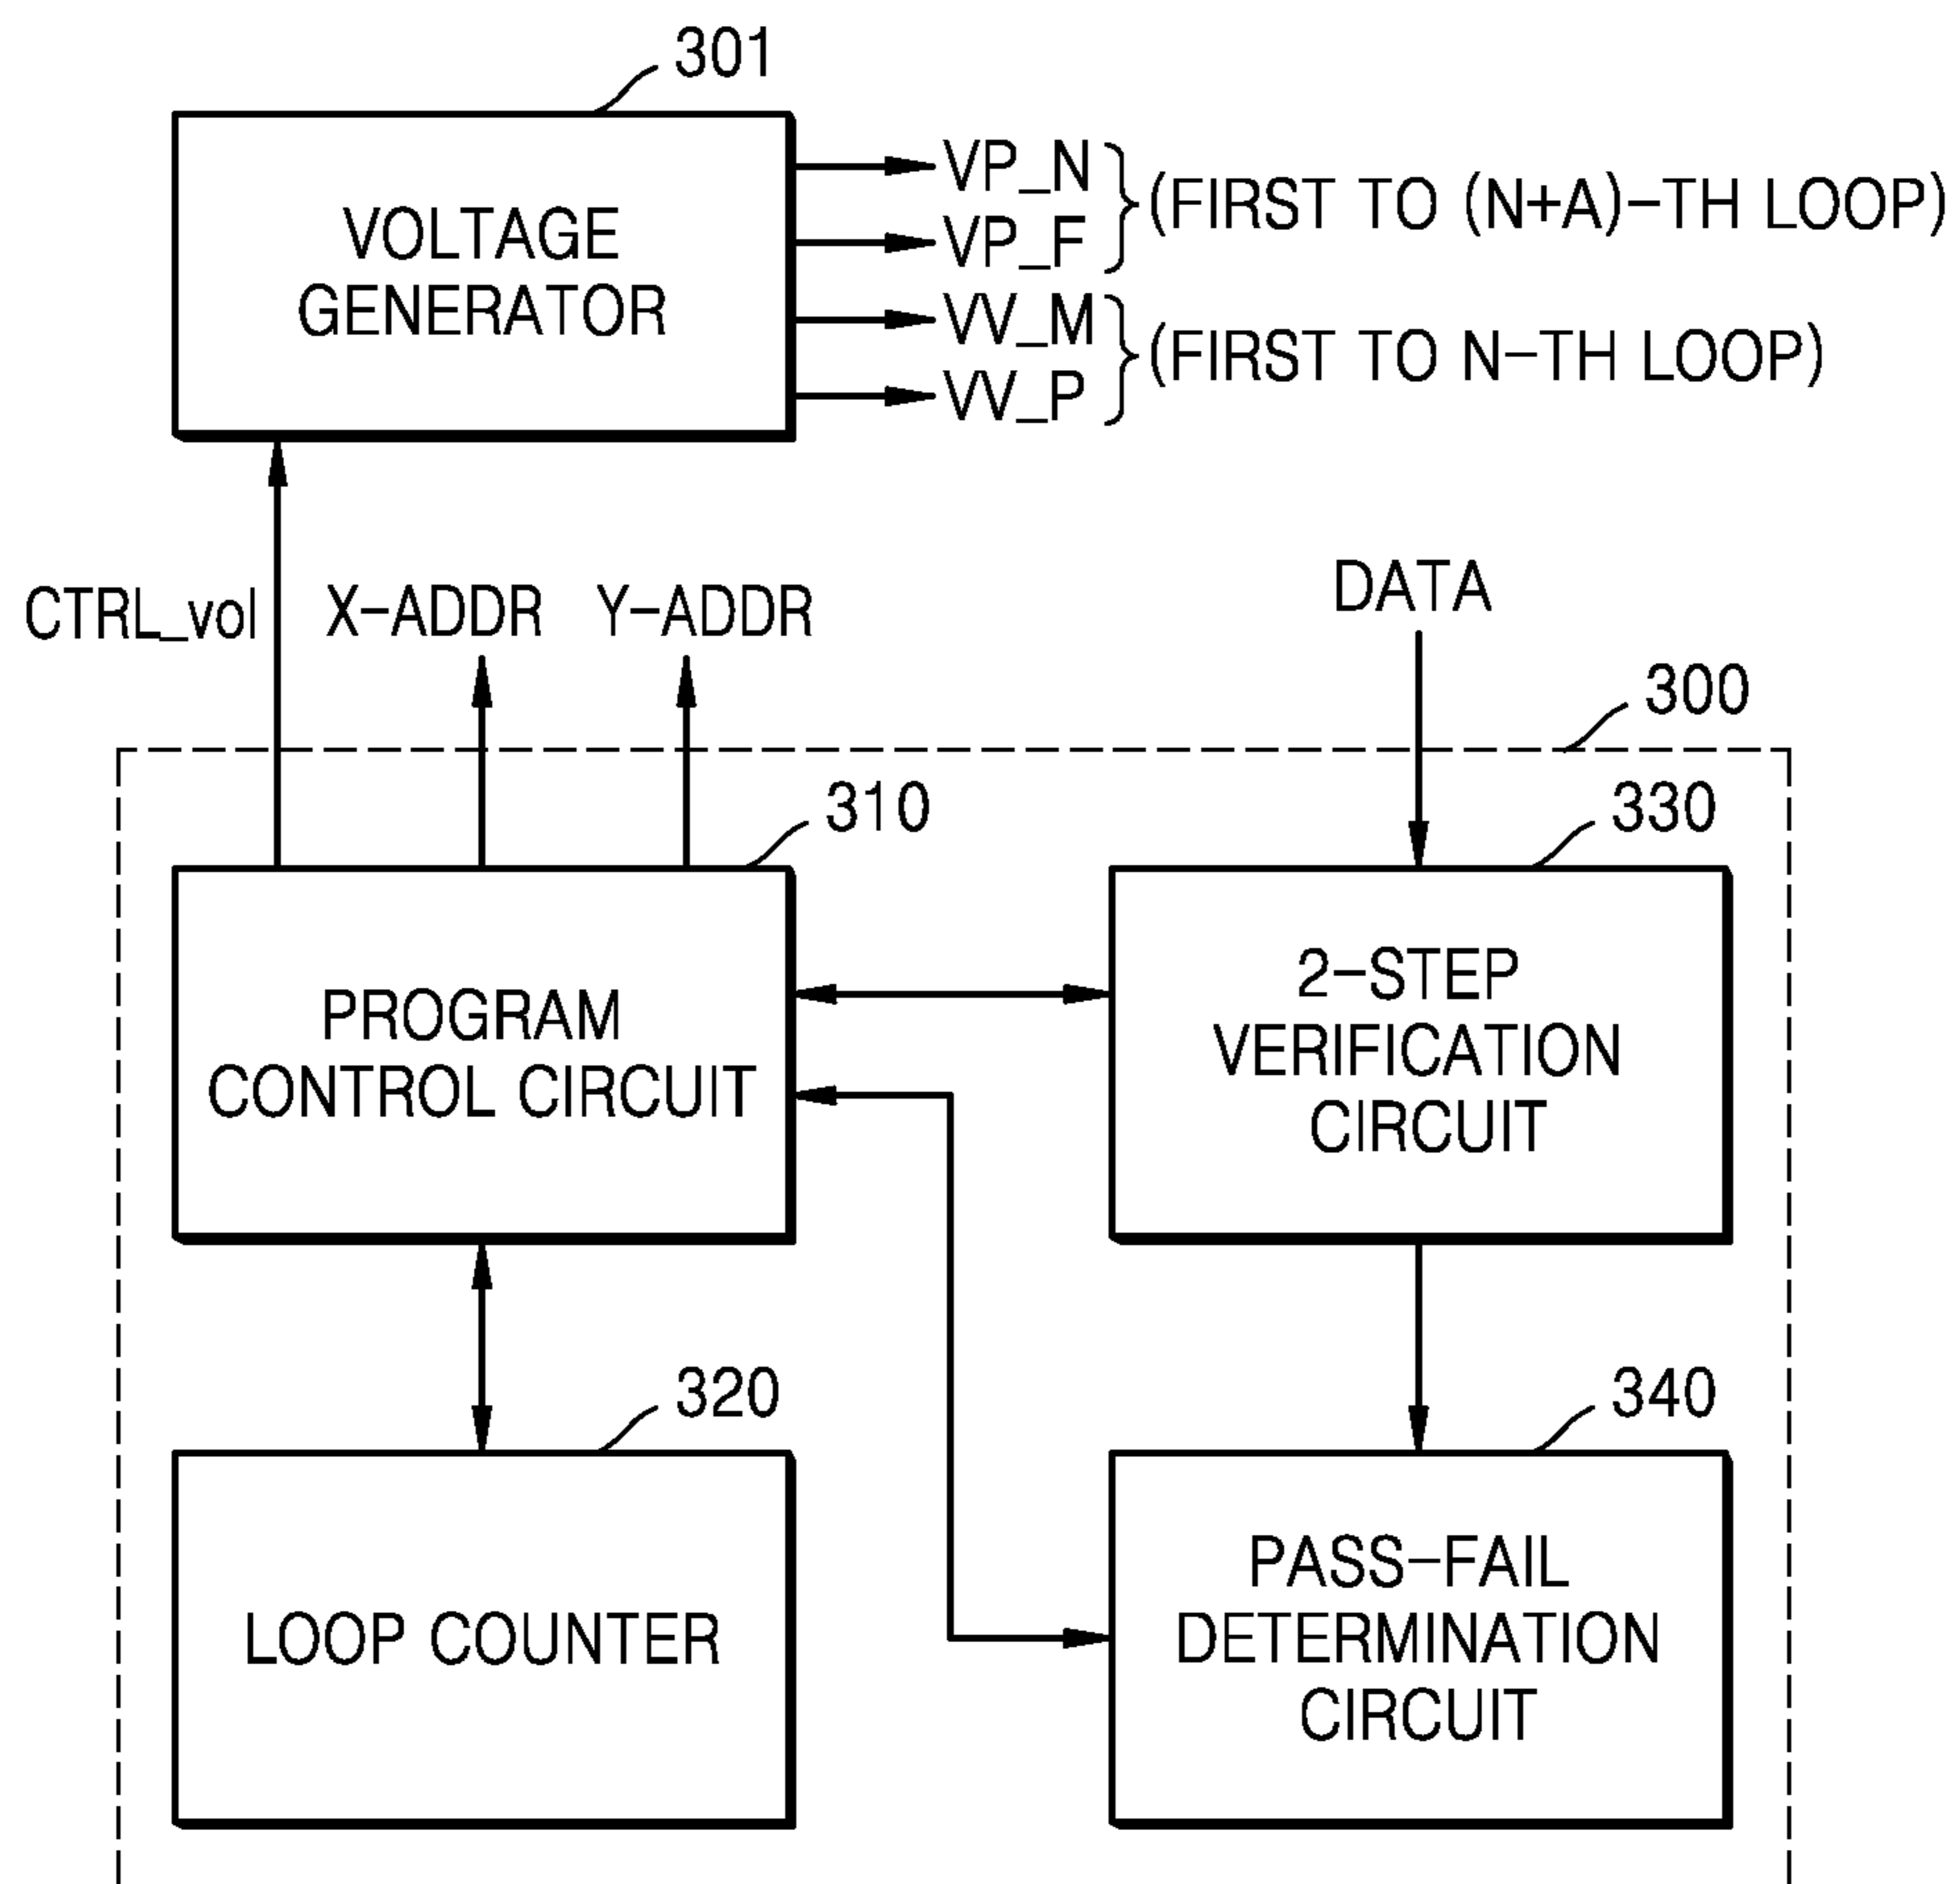 301
VOLTAGE
GENERATOR
VP_N
VP_F
(FIRST TO (N+A)-TH LOOP)
VV_M
VV_P
(FIRST TO N-TH LOOP)
CTRL_vol
X-ADDR
Y-ADDR
DATA
300
310
330
PROGRAM
CONTROL CIRCUIT
2-STEP
VERIFICATION
CIRCUIT
320
340
LOOP COUNTER
PASS-FAIL
DETERMINATION
CIRCUIT